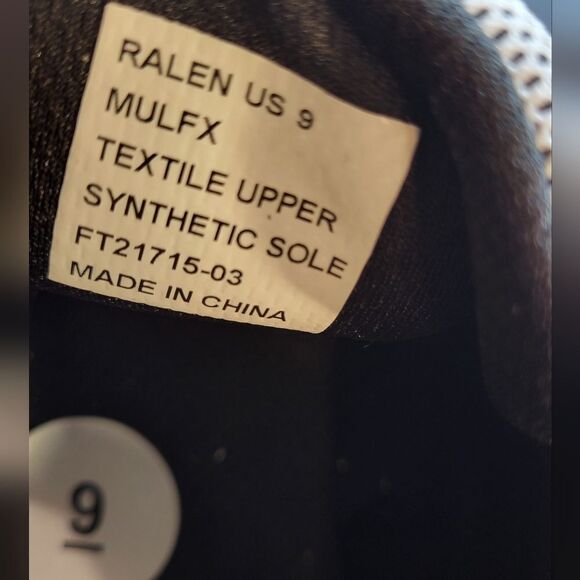 RALEN US 9
MULFX
TEXTILE UPPER
SYNTHETIC SOLE
FT21715-03
MADE IN CHINA
9